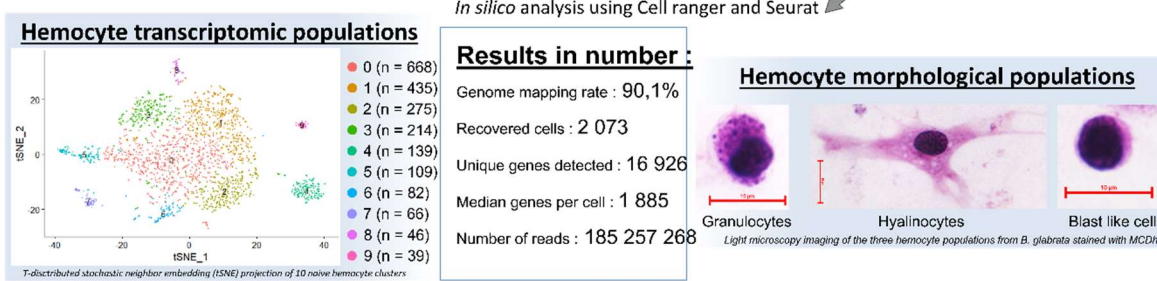 In silico analysis using Cell ranger and Seurat
Hemocyte transcriptomic populations
tSNE_2
20
0
-20
-40
-20
0
20
40
tSNE_1
0 (n = 668)
1 (n = 435)
2 (n = 275)
3 (n = 214)
4 (n = 139)
5 (n = 109)
6 (n = 82)
7 (n = 66)
8 (n = 46)
9 (n = 39)
T-disctributed stochastic neighbor embedding (tSNE) projection of 10 naive hemocyte clusters
Results in number :
Genome mapping rate : 90,1%
Recovered cells : 2 073
Unique genes detected : 16 926
Median genes per cell : 1 885
Number of reads : 185 257 268
Hemocyte morphological populations
10 µm
10 µm
Granulocytes
Hyalinocytes
Blast like cell
Light microscopy imaging of the three hemocyte populations from B. glabrata stained with MCDh